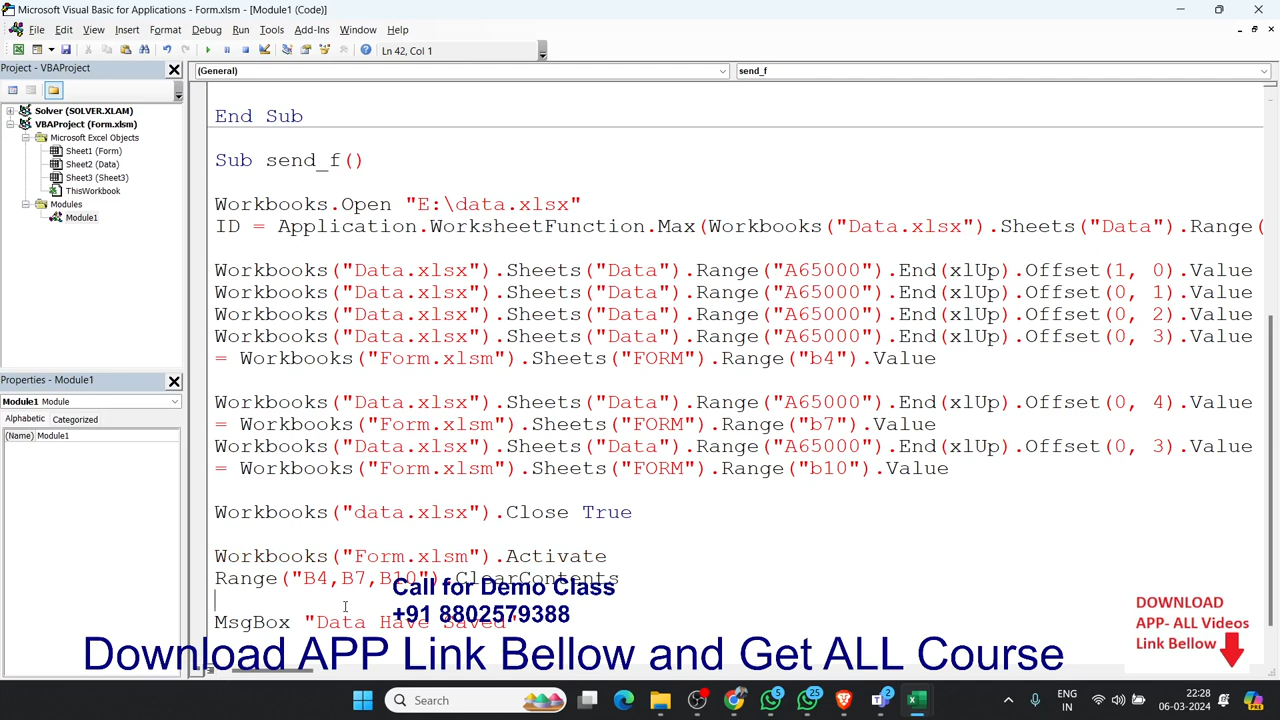 Microsoft Visual Basic for Applications - Form.xlsm - [Module1 (Code)]
File Edit View Insert Format Debug Run Tools Add-Ins Window Help
Ln 42, Col 1
Project - VBAProject
(General) send_f
Solver (SOLVER.XLAM)
VBAProject (Form.xlsm)
Microsoft Excel Objects
Sheet1 (Form)
Sheet2 (Data)
Sheet3 (Sheet3)
ThisWorkbook
Modules
Module1
Properties - Module1
Module1 Module
Alphabetic Categorized
(Name) Module1
End Sub
Sub send_f()
Workbooks.Open "E:\data.xlsx"
ID = Application.WorksheetFunction.Max(Workbooks("Data.xlsx").Sheets("Data").Range(
Workbooks("Data.xlsx").Sheets("Data").Range("A65000").End(xlUp).Offset(1, 0).Value
Workbooks("Data.xlsx").Sheets("Data").Range("A65000").End(xlUp).Offset(0, 1).Value
Workbooks("Data.xlsx").Sheets("Data").Range("A65000").End(xlUp).Offset(0, 2).Value
Workbooks("Data.xlsx").Sheets("Data").Range("A65000").End(xlUp).Offset(0, 3).Value
= Workbooks("Form.xlsm").Sheets("FORM").Range("b4").Value
Workbooks("Data.xlsx").Sheets("Data").Range("A65000").End(xlUp).Offset(0, 4).Value
= Workbooks("Form.xlsm").Sheets("FORM").Range("b7").Value
Workbooks("Data.xlsx").Sheets("Data").Range("A65000").End(xlUp).Offset(0, 3).Value
= Workbooks("Form.xlsm").Sheets("FORM").Range("b10").Value
Workbooks("data.xlsx").Close True
Workbooks("Form.xlsm").Activate
Range("B4,B7,B10").ClearContents
MsgBox "Data Have Saved"
Call for Demo Class
+91 8802579388
DOWNLOAD
APP- ALL Videos
Link Bellow
Download APP Link Bellow and Get ALL Course
Search
5
25
2
ENG
IN
22:28
06-03-2024